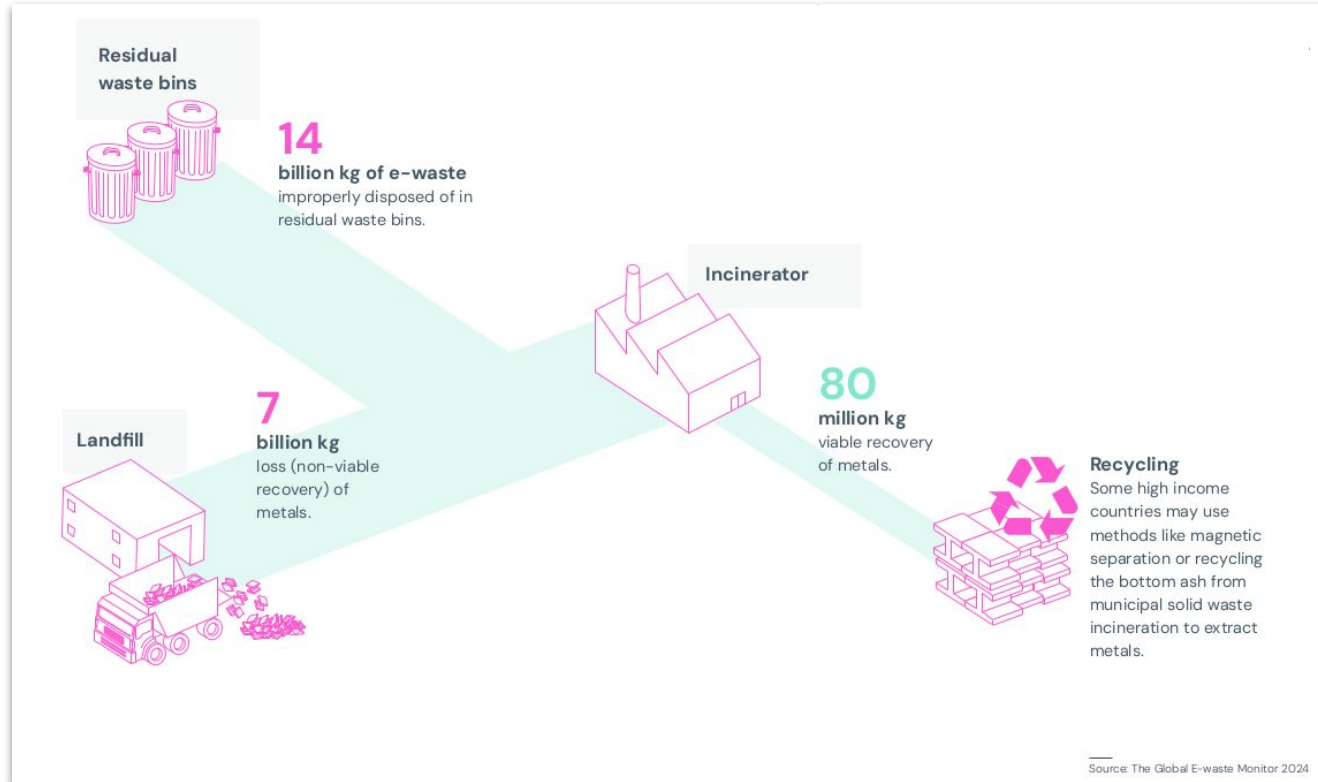 Residual
waste bins
14
billion kg of e-waste
improperly disposed of in
residual waste bins.
Incinerator
80
million kg
viable recovery
of metals.
7
billion kg
loss (non-viable
recovery) of
metals.
Landfill
Recycling
Some high income
countries may use
methods like magnetic
separation or recycling
the bottom ash from
municipal solid waste
incineration to extract
metals.
Source: The Global E-waste Monitor 2024